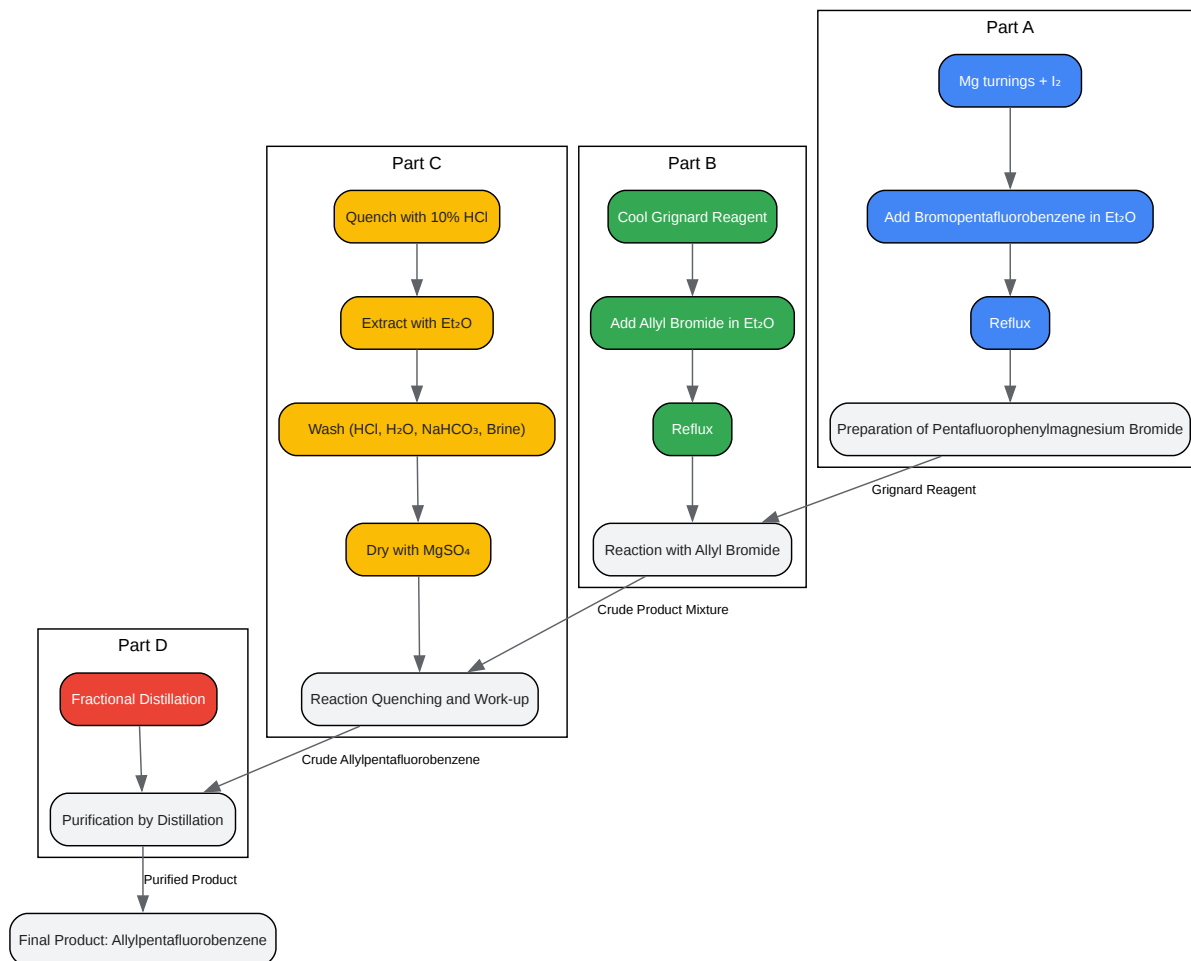 Part A
Mg turnings + I₂
Add Bromopentafluorobenzene in Et₂O
Reflux
Preparation of Pentafluorophenylmagnesium Bromide
Grignard Reagent
Part B
Cool Grignard Reagent
Add Allyl Bromide in Et₂O
Reflux
Reaction with Allyl Bromide
Crude Product Mixture
Part C
Quench with 10% HCl
Extract with Et₂O
Wash (HCl, H₂O, NaHCO₃, Brine)
Dry with MgSO₄
Reaction Quenching and Work-up
Crude Allylpentafluorobenzene
Part D
Fractional Distillation
Purification by Distillation
Purified Product
Final Product: Allylpentafluorobenzene